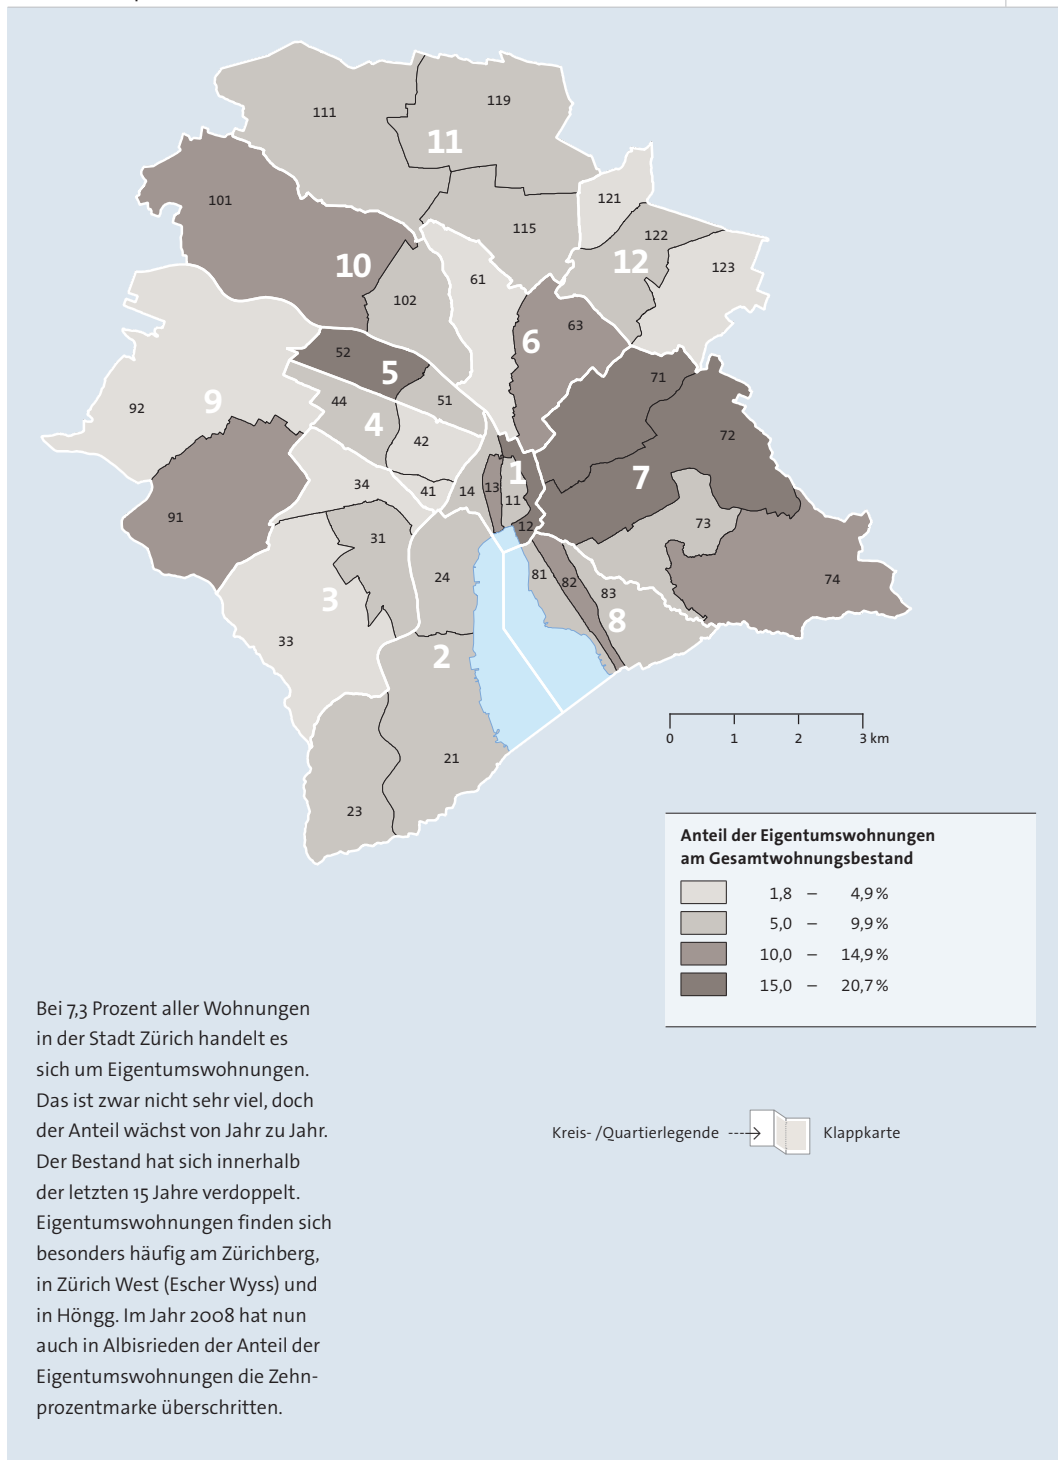 111
119
11
101
121
115
122
12
123
10
61
102
63
6
52
5
71
44
51
9
92
4
72
42
1
7
34
41
14
13
11
91
73
12
31
24
81
82
74
83
3
8
33
2
21
23
0 1 2 3 km
Anteil der Eigentumswohnungen
am Gesamtwohnungsbestand
1,8 – 4,9 %
5,0 – 9,9 %
10,0 – 14,9 %
15,0 – 20,7 %
Bei 7,3 Prozent aller Wohnungen
in der Stadt Zürich handelt es
sich um Eigentumswohnungen.
Das ist zwar nicht sehr viel, doch
der Anteil wächst von Jahr zu Jahr.
Der Bestand hat sich innerhalb
der letzten 15 Jahre verdoppelt.
Eigentumswohnungen finden sich
besonders häufig am Zürichberg,
in Zürich West (Escher Wyss) und
in Höngg. Im Jahr 2008 hat nun
auch in Albisrieden der Anteil der
Eigentumswohnungen die Zehn-
prozentmarke überschritten.
Kreis- /Quartierlegende
Klappkarte